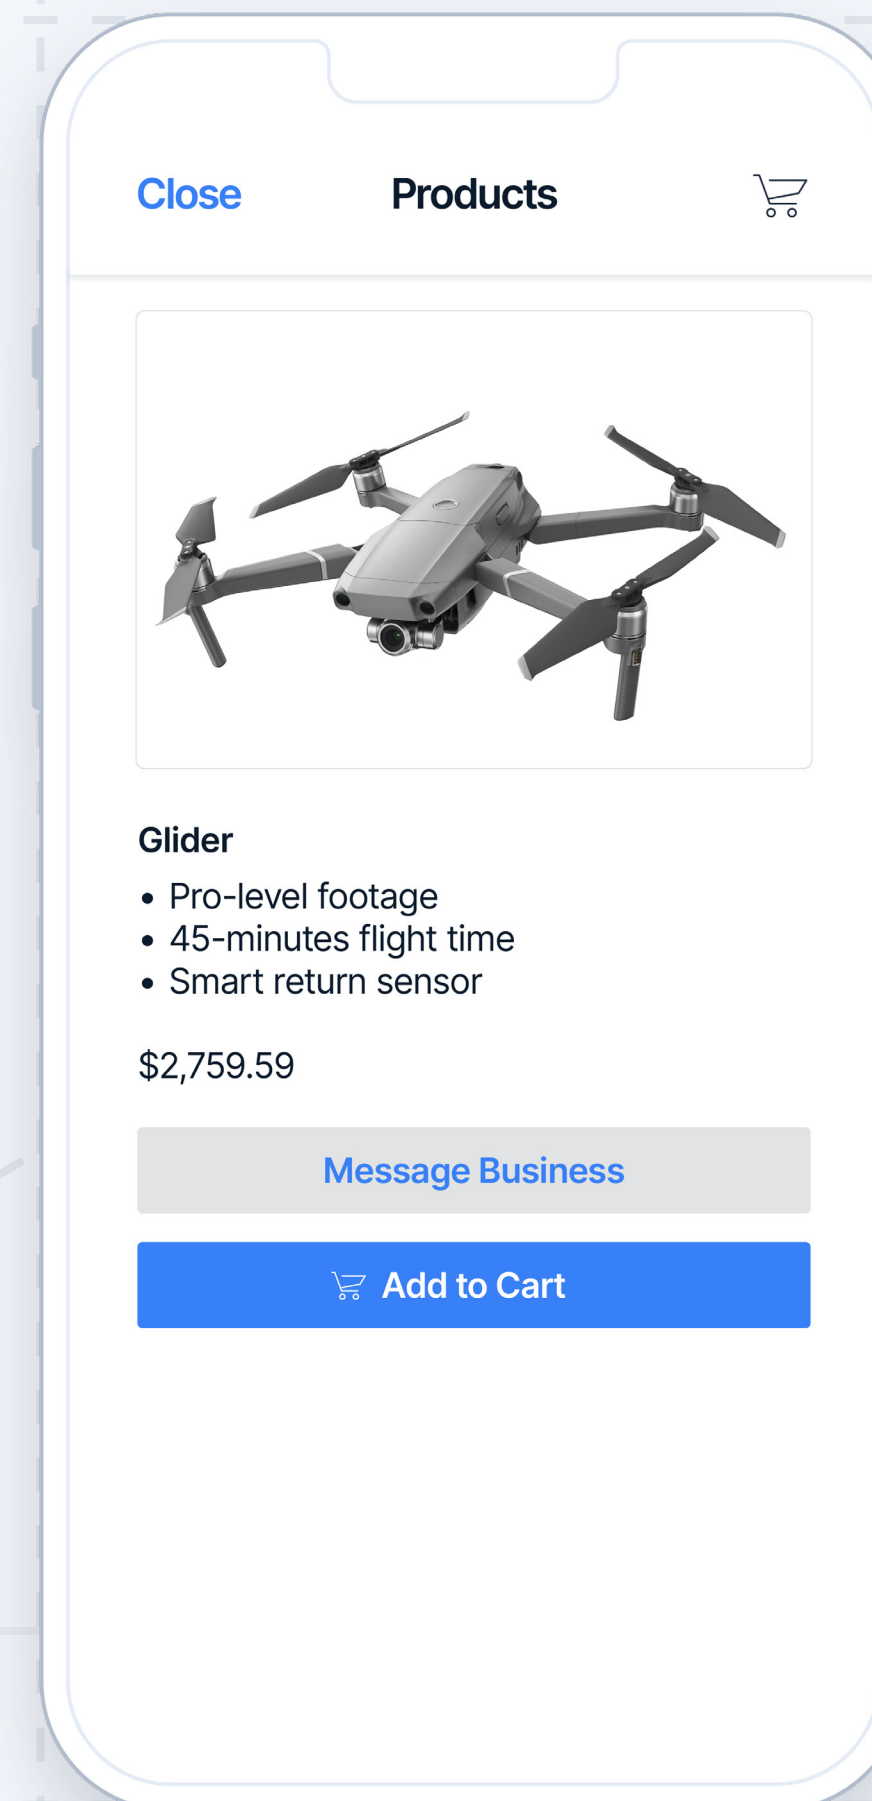 Close Products
Glider
• Pro-level footage
• 45-minutes flight time
• Smart return sensor
$2,759.59
Message Business
Add to Cart